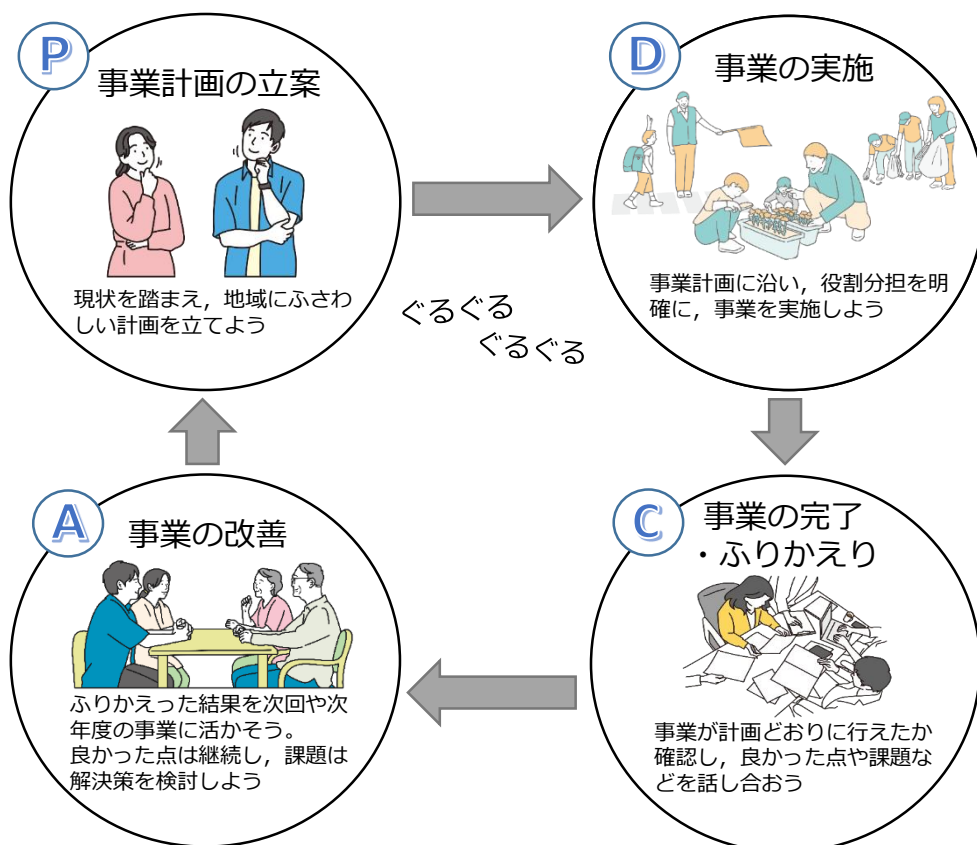 P
事業計画の立案
現状を踏まえ，地域にふさわ
しい計画を立てよう
D
事業の実施
事業計画に沿い，役割分担を明
確に，事業を実施しよう
ぐるぐる
ぐるぐる
C
事業の完了
・ふりかえり
事業が計画どおりに行えたか
確認し，良かった点や課題な
どを話し合おう
A
事業の改善
ふりかえった結果を次回や次
年度の事業に活かそう。
良かった点は継続し，課題は
解決策を検討しよう